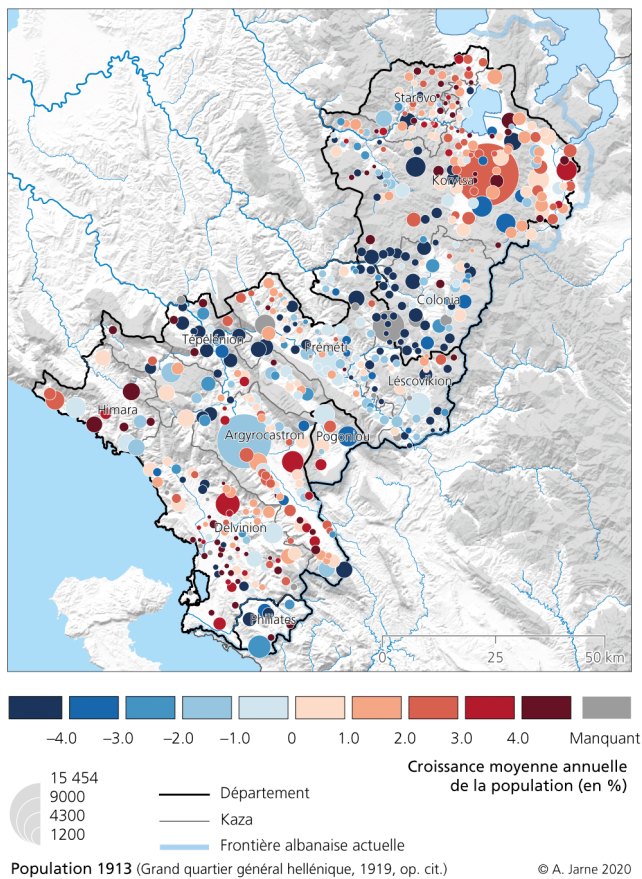 Starovo
Korytsa
Colonia
Tepelenion
Premeti
Leskovikion
Himara
Argyrocastron
Pogoniou
Delvinion
Philiates
0 25 50 km
–4.0 –3.0 –2.0 –1.0 0 1.0 2.0 3.0 4.0 Manquant
Croissance moyenne annuelle
de la population (en %)
15 454
9000
4300
1200
Département
Kaza
Frontière albanaise actuelle
Population 1913 (Grand quartier général hellénique, 1919, op. cit.)
© A. Jarne 2020